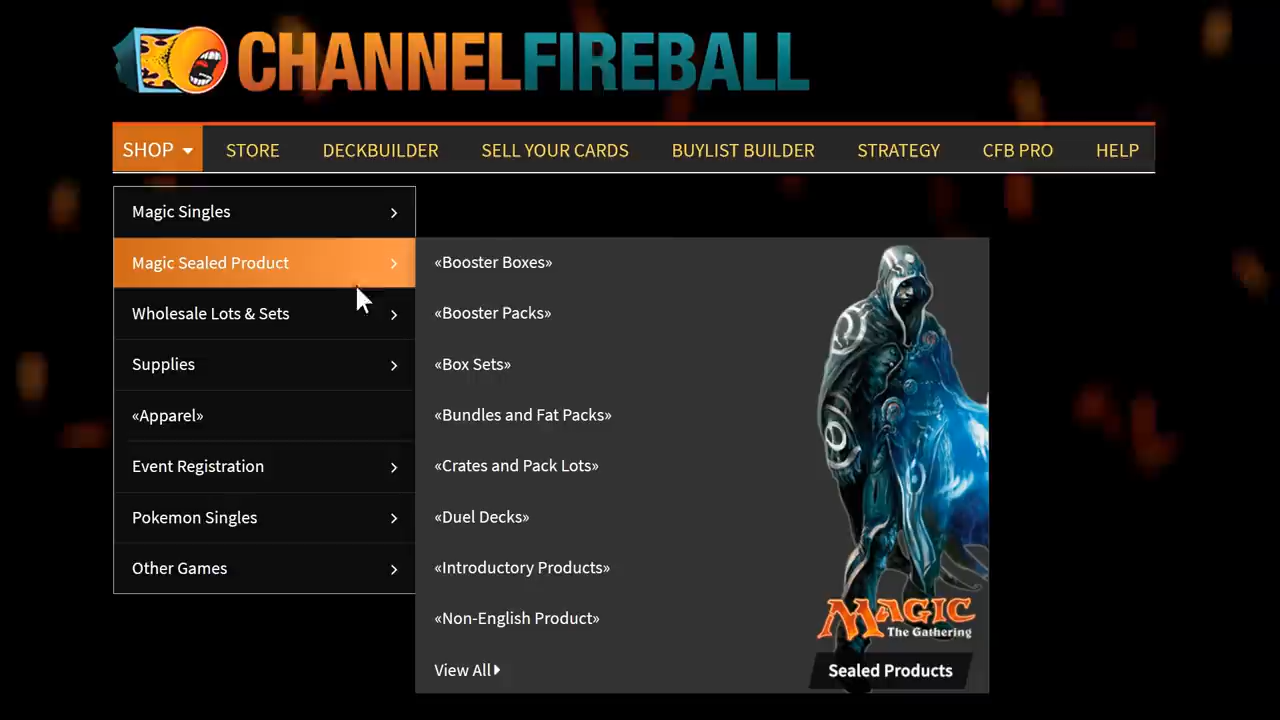 CHANNELFIREBALL
SHOP STORE DECKBUILDER SELL YOUR CARDS BUYLIST BUILDER STRATEGY CFB PRO HELP
Magic Singles
Magic Sealed Product
Wholesale Lots & Sets
Supplies
«Apparel»
Event Registration
Pokemon Singles
Other Games
«Booster Boxes»
«Booster Packs»
«Box Sets»
«Bundles and Fat Packs»
«Crates and Pack Lots»
«Duel Decks»
«Introductory Products»
«Non-English Product»
View All
MAGIC
The Gathering
Sealed Products